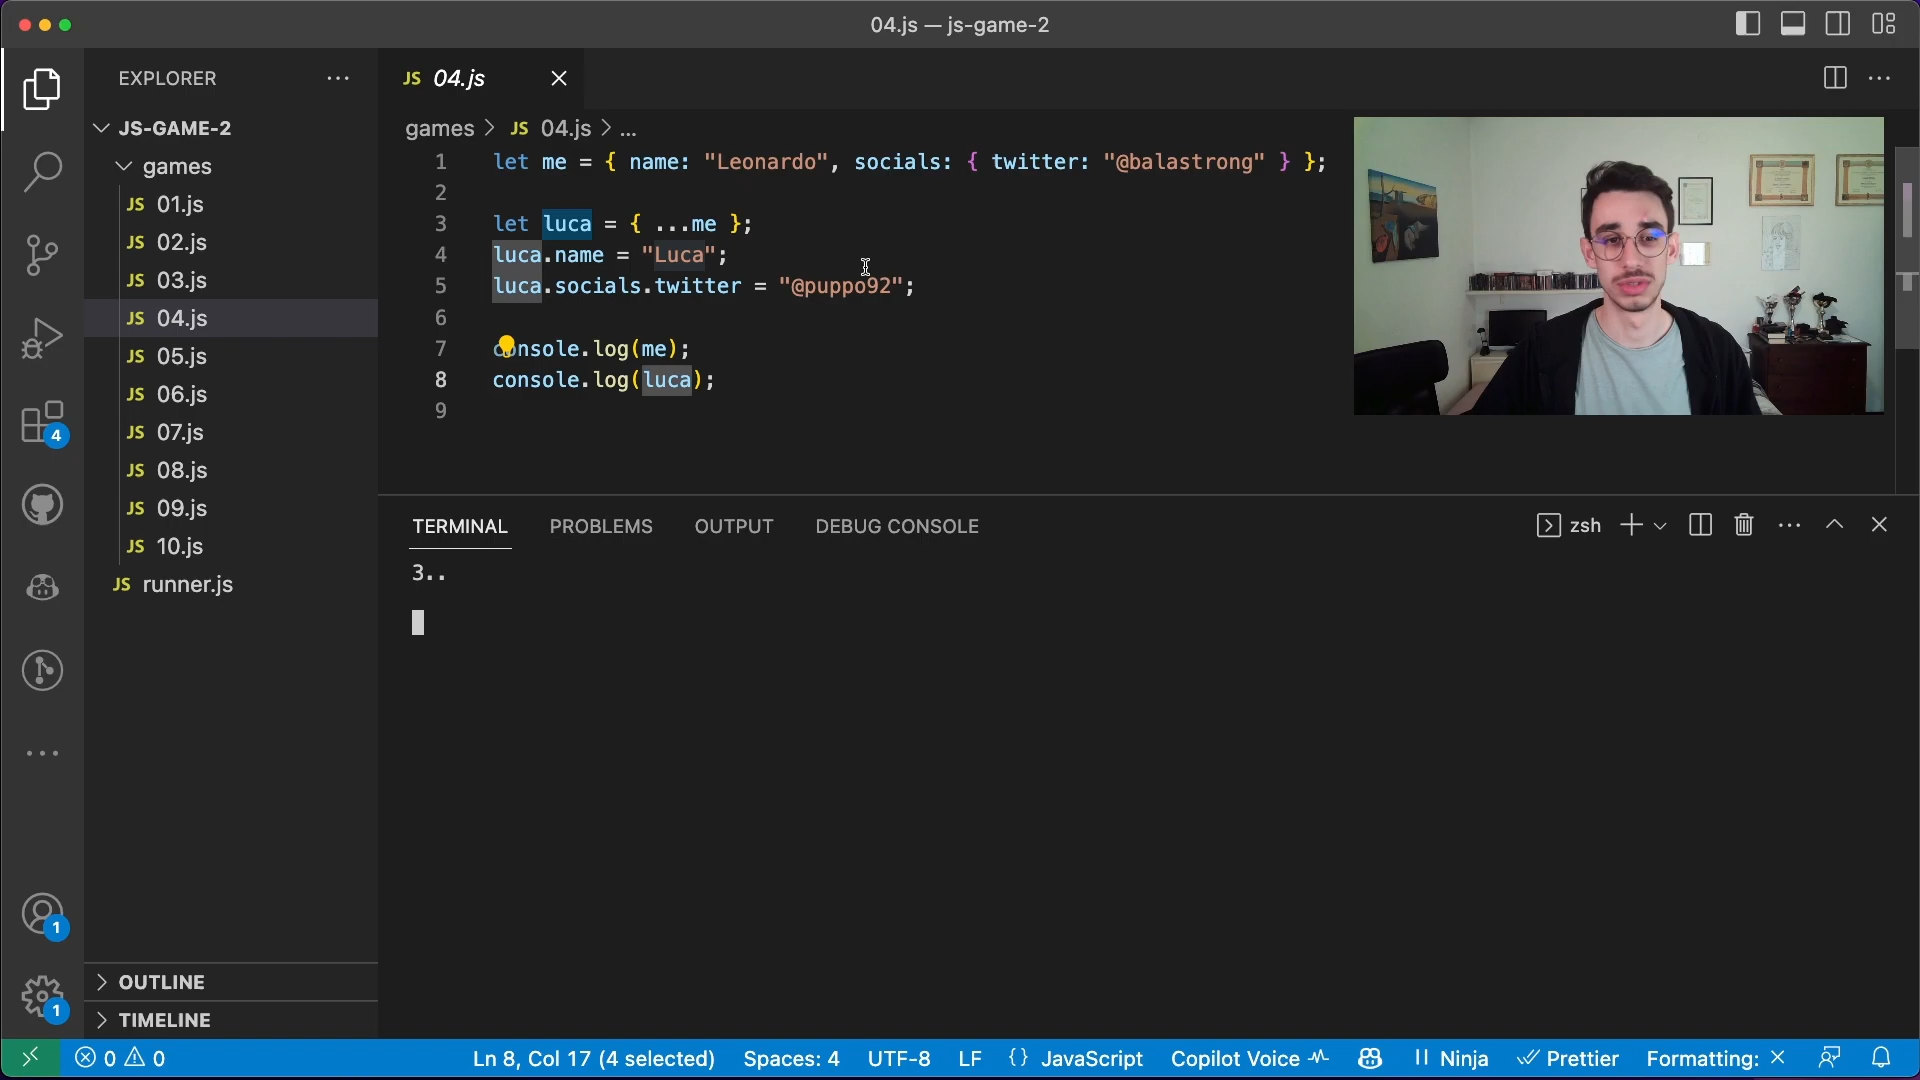 04.js — js-game-2
EXPLORER
JS 04.js
JS-GAME-2
games
JS 01.js
JS 02.js
JS 03.js
JS 04.js
JS 05.js
JS 06.js
JS 07.js
JS 08.js
JS 09.js
JS 10.js
JS runner.js
OUTLINE
TIMELINE
4
1
1
games > JS 04.js > ...
1 let me = { name: "Leonardo", socials: { twitter: "@balastrong" } };
2
3 let luca = { ...me };
4 luca.name = "Luca";
5 luca.socials.twitter = "@puppo92";
6
7 console.log(me);
8 console.log(luca);
9
TERMINAL PROBLEMS OUTPUT DEBUG CONSOLE
zsh
3..
0 0 Ln 8, Col 17 (4 selected) Spaces: 4 UTF-8 LF {} JavaScript Copilot Voice Ninja Prettier Formatting: ×